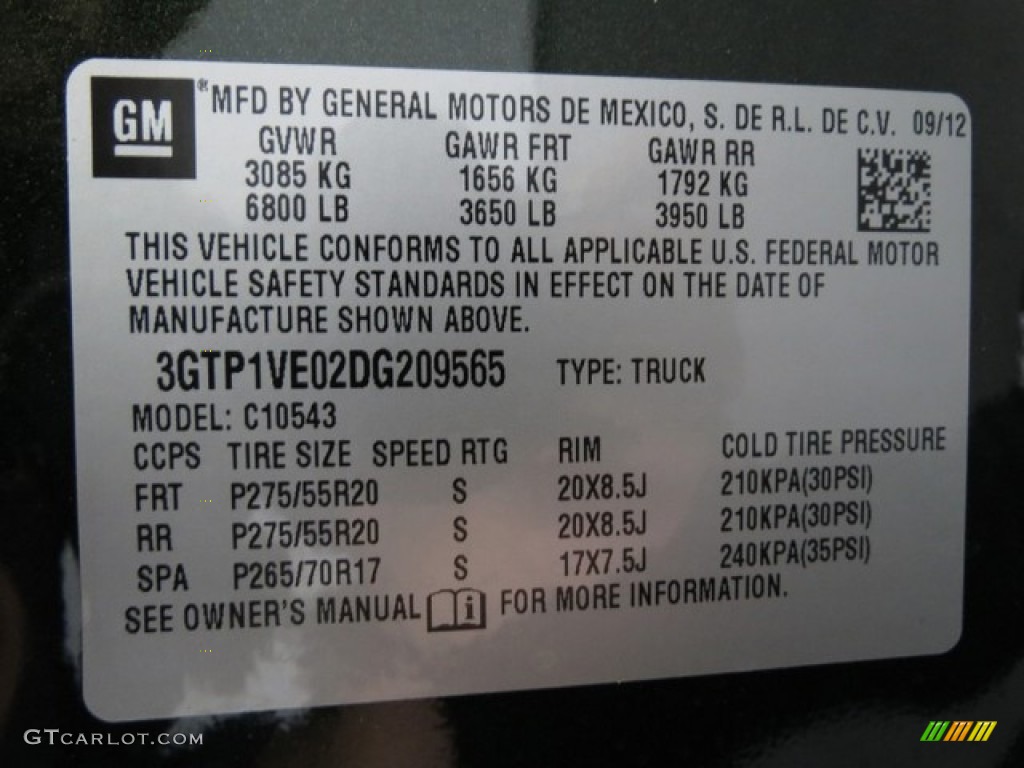 GM ® MFD BY GENERAL MOTORS DE MEXICO, S. DE R.L. DE C.V. 09/12
GVWR GAWR FRT GAWR RR
3085 KG 1656 KG 1792 KG
6800 LB 3650 LB 3950 LB
THIS VEHICLE CONFORMS TO ALL APPLICABLE U.S. FEDERAL MOTOR
VEHICLE SAFETY STANDARDS IN EFFECT ON THE DATE OF
MANUFACTURE SHOWN ABOVE.
3GTP1VE02DG209565 TYPE: TRUCK
MODEL: C10543
CCPS TIRE SIZE SPEED RTG RIM COLD TIRE PRESSURE
FRT P275/55R20 S 20X8.5J 210KPA(30PSI)
RR P275/55R20 S 20X8.5J 210KPA(30PSI)
SPA P265/70R17 S 17X7.5J 240KPA(35PSI)
SEE OWNER'S MANUAL i FOR MORE INFORMATION.
GTCARLOT.COM